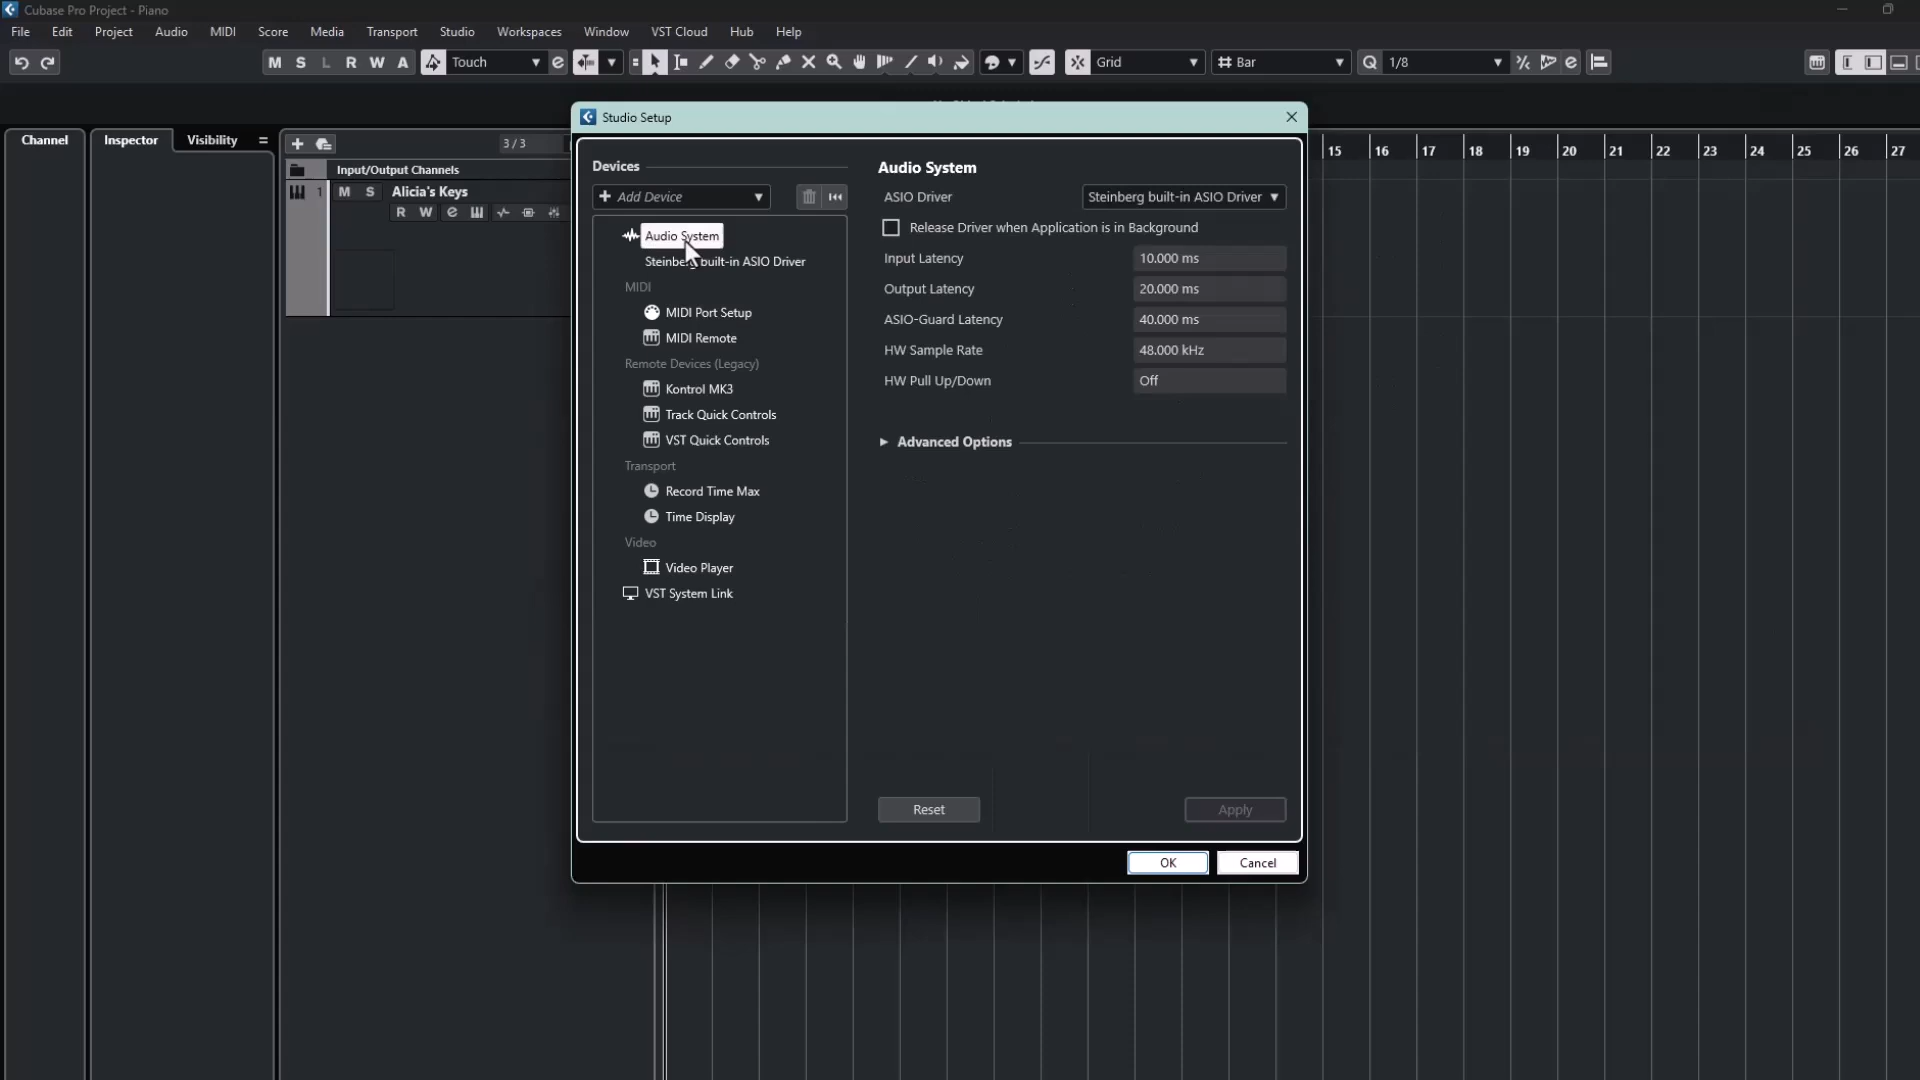 Cubase Pro Project - Piano
File Edit Project Audio MIDI Score Media Transport Studio Workspaces Window VST Cloud Hub Help
M S L R W A Touch Grid Bar Q 1/8
Channel
Inspector Visibility
3/3
Input/Output Channels
1 M S Alicia's Keys
R W
15 16 17 18 19 20 21 22 23 24 25 26 27
Studio Setup
Devices
Add Device
Audio System
Steinberg built-in ASIO Driver
MIDI
MIDI Port Setup
MIDI Remote
Remote Devices (Legacy)
Kontrol MK3
Track Quick Controls
VST Quick Controls
Transport
Record Time Max
Time Display
Video
Video Player
VST System Link
Audio System
ASIO Driver Steinberg built-in ASIO Driver
Release Driver when Application is in Background
Input Latency 10.000 ms
Output Latency 20.000 ms
ASIO-Guard Latency 40.000 ms
HW Sample Rate 48.000 kHz
HW Pull Up/Down Off
Advanced Options
Reset Apply
OK Cancel